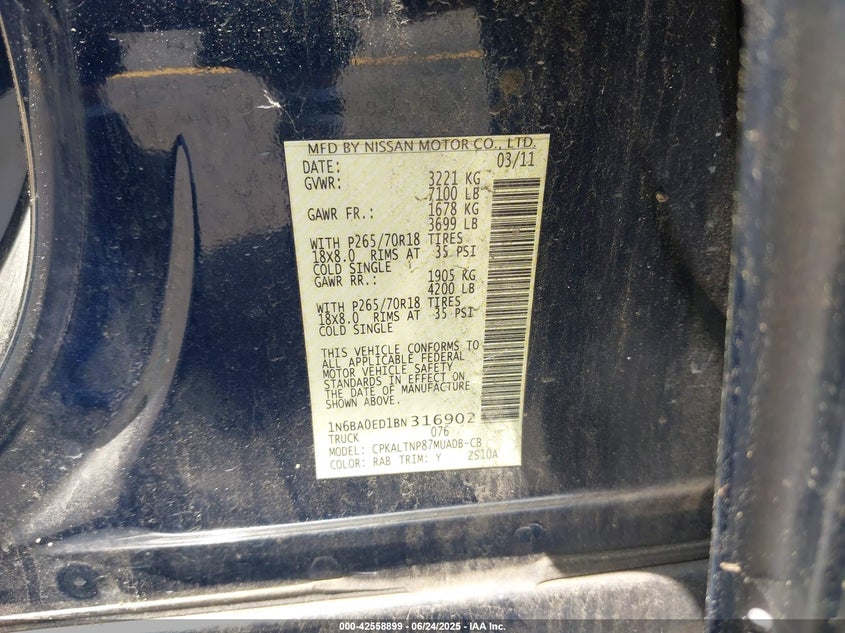 MFD BY NISSAN MOTOR CO., LTD.
DATE: 03/11
GVWR: 3221 KG
7100 LB
GAWR FR.: 1678 KG
3699 LB
WITH P265/70R18 TIRES
18X8.0 RIMS AT 35 PSI
COLD SINGLE
GAWR RR.: 1905 KG
4200 LB
WITH P265/70R18 TIRES
18X8.0 RIMS AT 35 PSI
COLD SINGLE
THIS VEHICLE CONFORMS TO
ALL APPLICABLE FEDERAL
MOTOR VEHICLE SAFETY
STANDARDS IN EFFECT ON
THE DATE OF MANUFACTURE
SHOWN ABOVE.
1N6BA0ED1BN316902
TRUCK 076
MODEL: CPKALTNP87MUADB-CB
COLOR: RAB TRIM: Y ZS10A
000-42558899 - 06/24/2025 - IAA Inc.